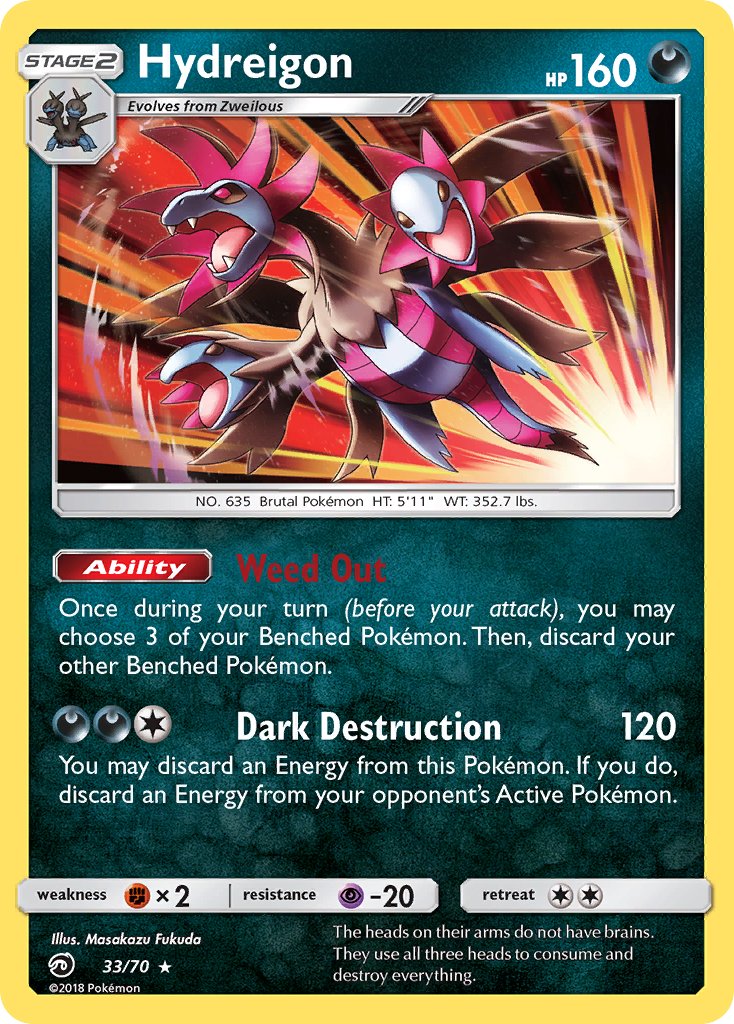 STAGE2
Hydreigon
HP 160
Evolves from Zweilous
NO. 635 Brutal Pokémon HT: 5'11" WT: 352.7 lbs.
Ability Weed Out
Once during your turn (before your attack), you may
choose 3 of your Benched Pokémon. Then, discard your
other Benched Pokémon.
Dark Destruction 120
You may discard an Energy from this Pokémon. If you do,
discard an Energy from your opponent's Active Pokémon.
weakness ×2 resistance -20 retreat
Illus. Masakazu Fukuda
33/70 ★
©2018 Pokémon
The heads on their arms do not have brains.
They use all three heads to consume and
destroy everything.